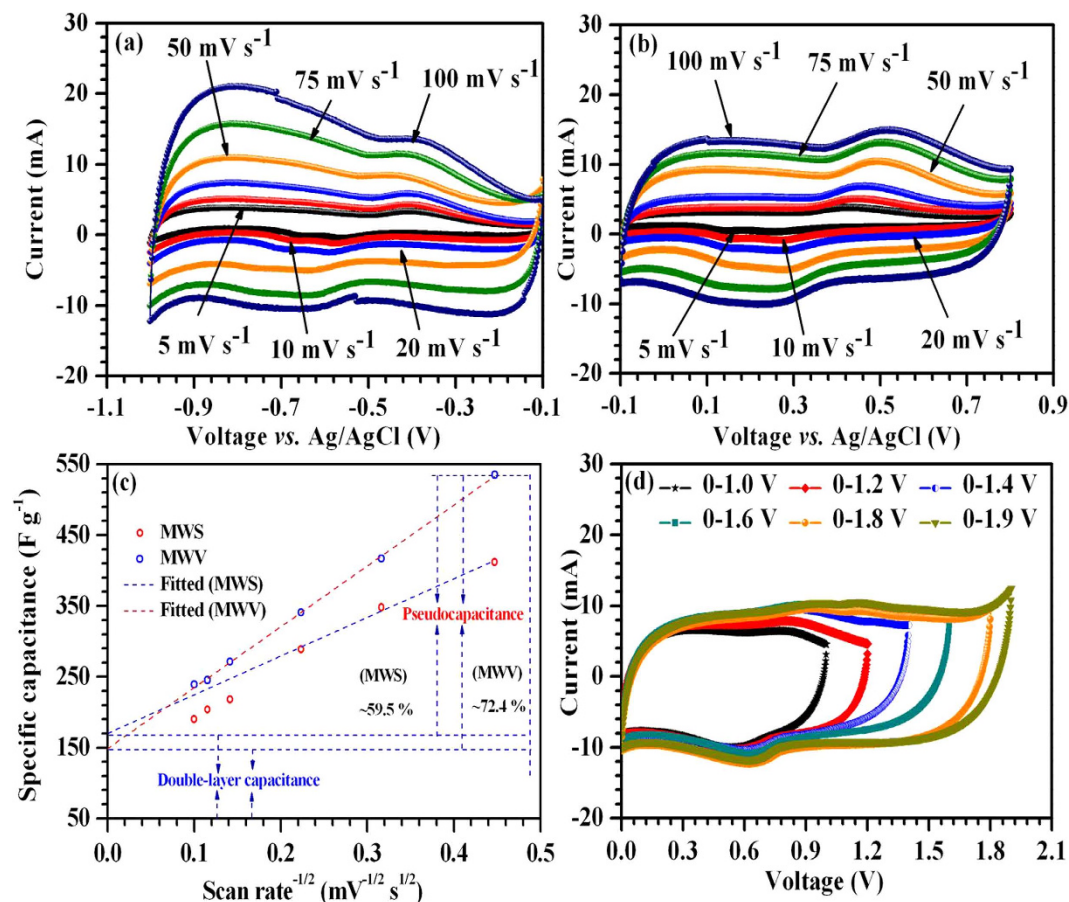 (a)
50 mV s⁻¹
75 mV s⁻¹
100 mV s⁻¹
5 mV s⁻¹
10 mV s⁻¹
20 mV s⁻¹
Current (mA)
30
20
10
0
-10
-20
-1.1 -0.9 -0.7 -0.5 -0.3 -0.1
Voltage vs. Ag/AgCl (V)
(b)
100 mV s⁻¹
75 mV s⁻¹
50 mV s⁻¹
5 mV s⁻¹
10 mV s⁻¹
20 mV s⁻¹
Current (mA)
30
20
10
0
-10
-20
-0.1 0.1 0.3 0.5 0.7 0.9
Voltage vs. Ag/AgCl (V)
(c)
MWS
MWV
Fitted (MWS)
Fitted (MWV)
Pseudocapacitance
(MWS)
~59.5 %
(MWV)
~72.4 %
Double-layer capacitance
Specific capacitance (F g⁻¹)
550
450
350
250
150
50
0.0 0.1 0.2 0.3 0.4 0.5
Scan rate⁻¹/² (mV⁻¹/² s¹/²)
(d)
0-1.0 V 0-1.2 V 0-1.4 V
0-1.6 V 0-1.8 V 0-1.9 V
Current (mA)
30
20
10
0
-10
-20
0.0 0.3 0.6 0.9 1.2 1.5 1.8 2.1
Voltage (V)